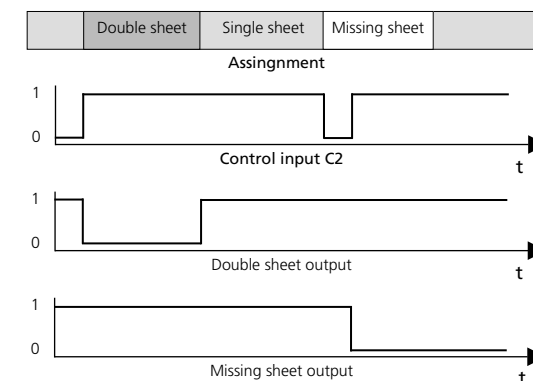 Double sheet Single sheet Missing sheet
Assingnment
1
0
Control input C2
t
1
0
Double sheet output
t
1
0
Missing sheet output
t